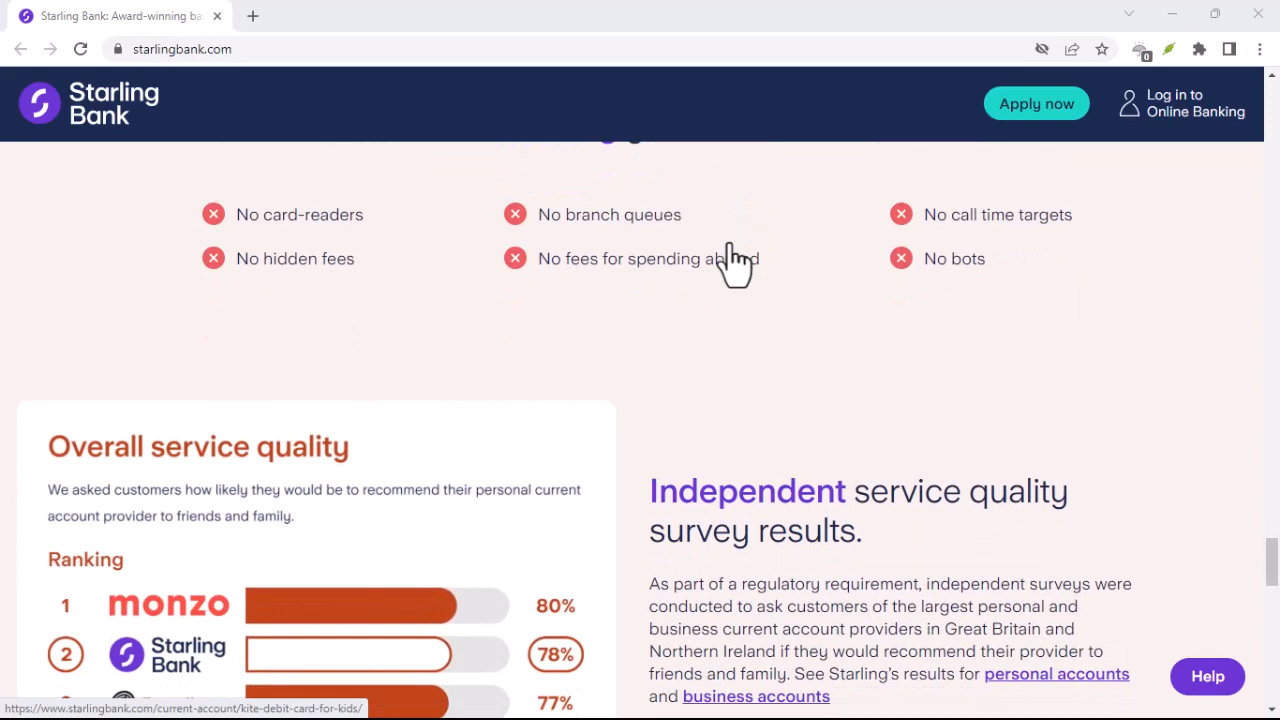 Starling Bank: Award-winning ba
starlingbank.com
0
Starling
Bank
Apply now
Log in to
Online Banking
No card-readers
No branch queues
No call time targets
No hidden fees
No fees for spending
No bots
Overall service quality
We asked customers how likely they would be to recommend their personal current
account provider to friends and family.
Ranking
1 monzo 80%
2 Starling Bank 78%
77%
Independent service quality
survey results.
As part of a regulatory requirement, independent surveys were
conducted to ask customers of the largest personal and
business current account providers in Great Britain and
Northern Ireland if they would recommend their provider to
friends and family. See Starling's results for personal accounts
and business accounts
Help
https://www.starlingbank.com/current-account/kite-debit-card-for-kids/